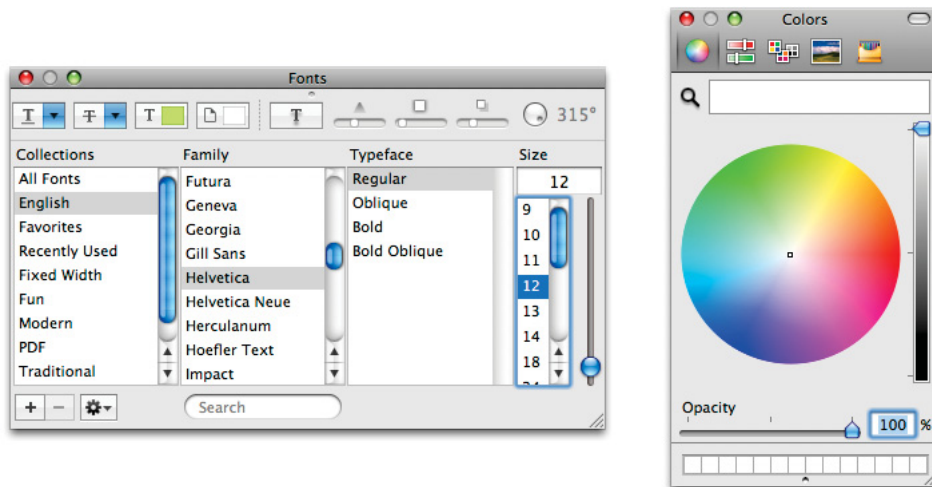 Fonts
T T T T 315°
Collections Family Typeface Size
All Fonts Futura Regular 12
English Geneva Oblique 9
Favorites Georgia Bold 10
Recently Used Gill Sans Bold Oblique 11
Fixed Width Helvetica 12
Fun Helvetica Neue 13
Modern Herculanum 14
PDF Hoefler Text 18
Traditional Impact
Search
Colors
Opacity
100 %